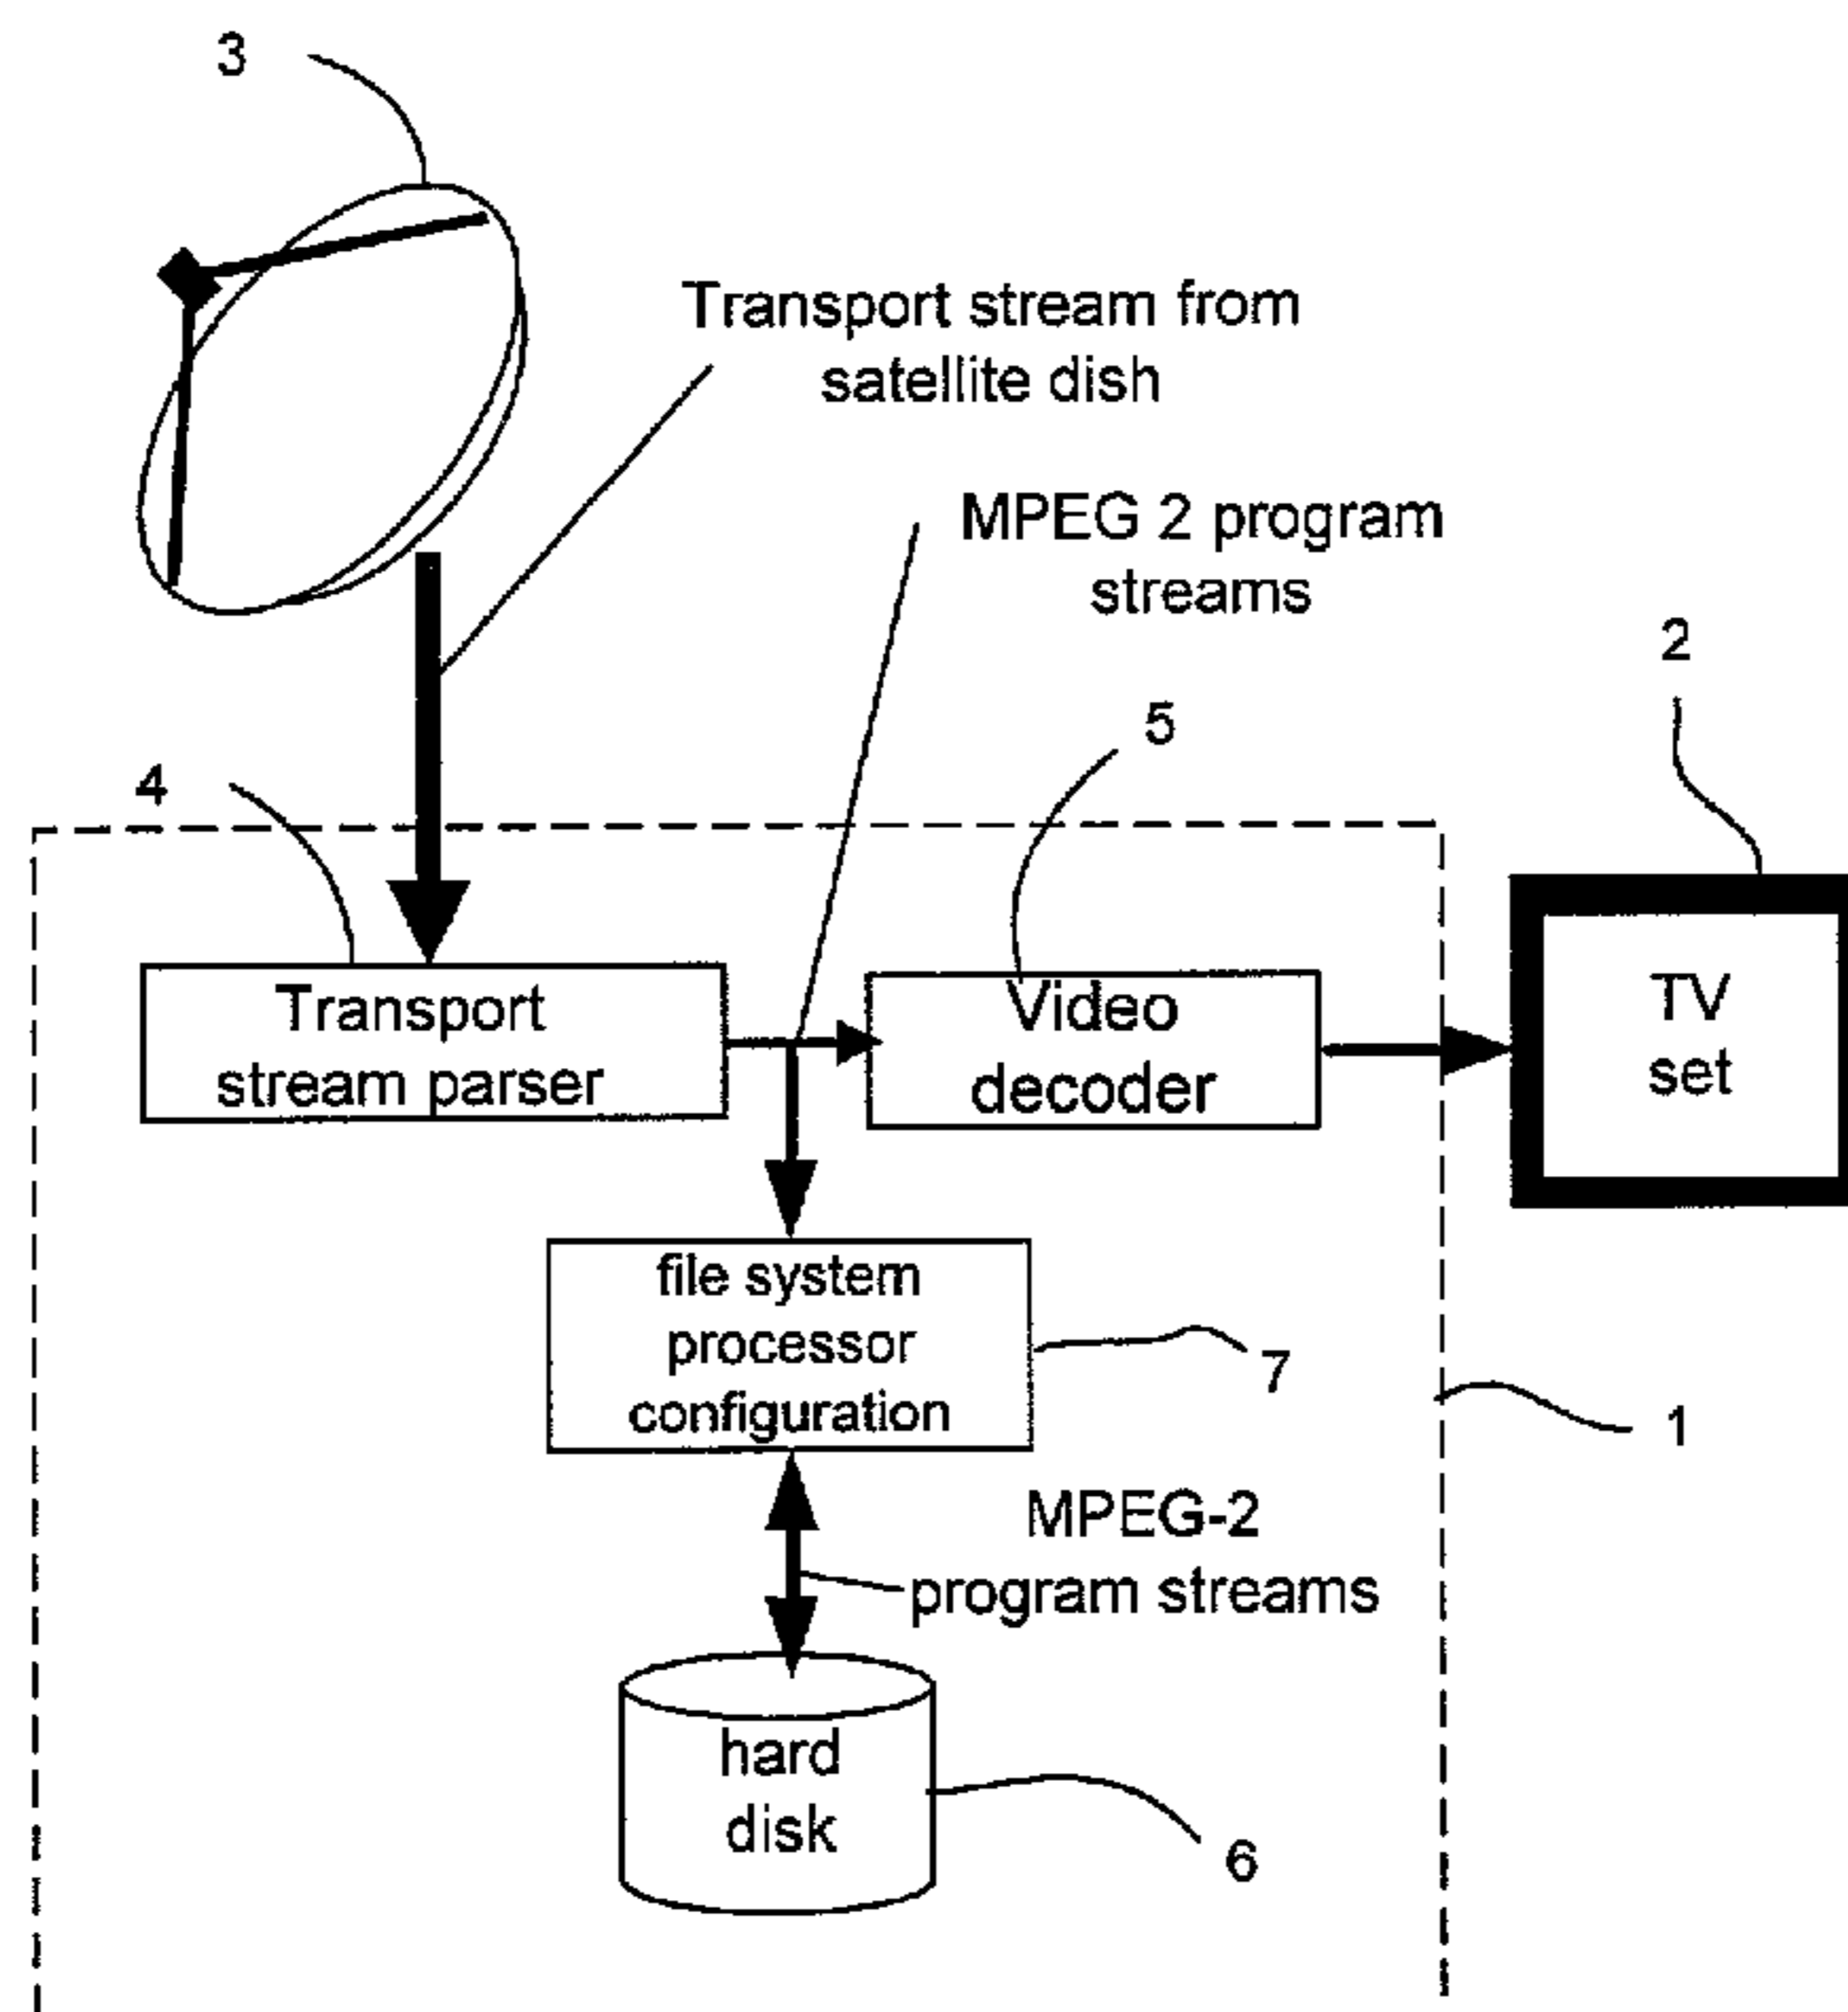 3
Transport stream from
satellite dish
MPEG 2 program
streams
2
5
4
Transport
stream parser
Video
decoder
TV
set
file system
processor
configuration
7
1
MPEG-2
program streams
hard
disk
6